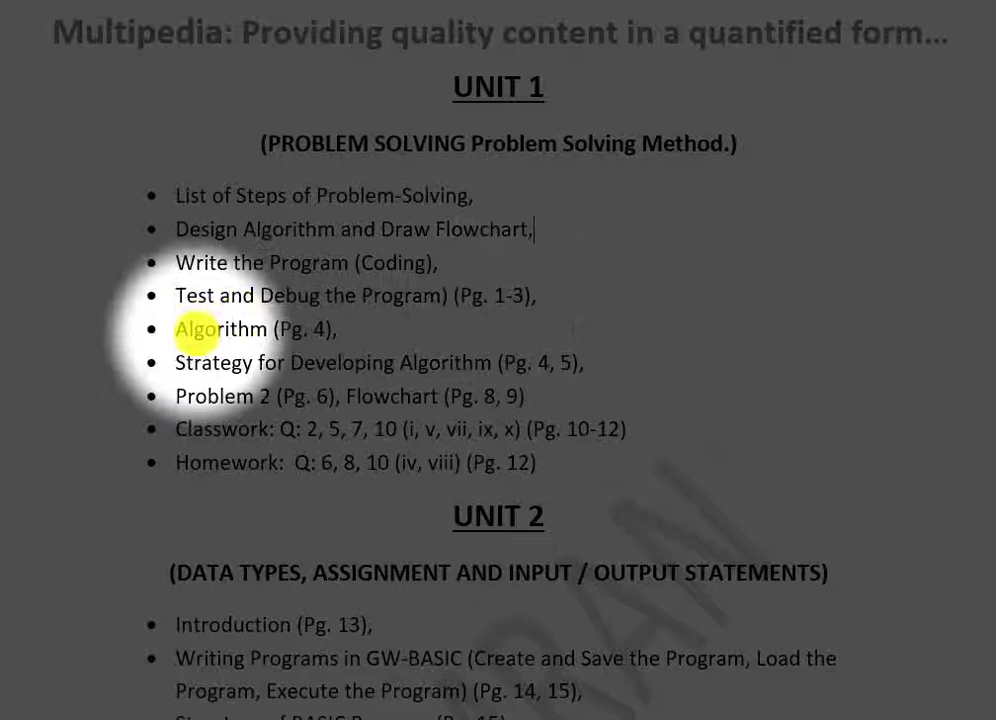 Multipedia: Providing quality content in a quantified form...
UNIT 1
(PROBLEM SOLVING Problem Solving Method.)
• List of Steps of Problem-Solving,
• Design Algorithm and Draw Flowchart,
• Write the Program (Coding),
• Test and Debug the Program) (Pg. 1-3),
• Algorithm (Pg. 4),
• Strategy for Developing Algorithm (Pg. 4, 5),
• Problem 2 (Pg. 6), Flowchart (Pg. 8, 9)
• Classwork: Q: 2, 5, 7, 10 (i, v, vii, ix, x) (Pg. 10-12)
• Homework: Q: 6, 8, 10 (iv, viii) (Pg. 12)
UNIT 2
(DATA TYPES, ASSIGNMENT AND INPUT / OUTPUT STATEMENTS)
• Introduction (Pg. 13),
• Writing Programs in GW-BASIC (Create and Save the Program, Load the
Program, Execute the Program) (Pg. 14, 15),